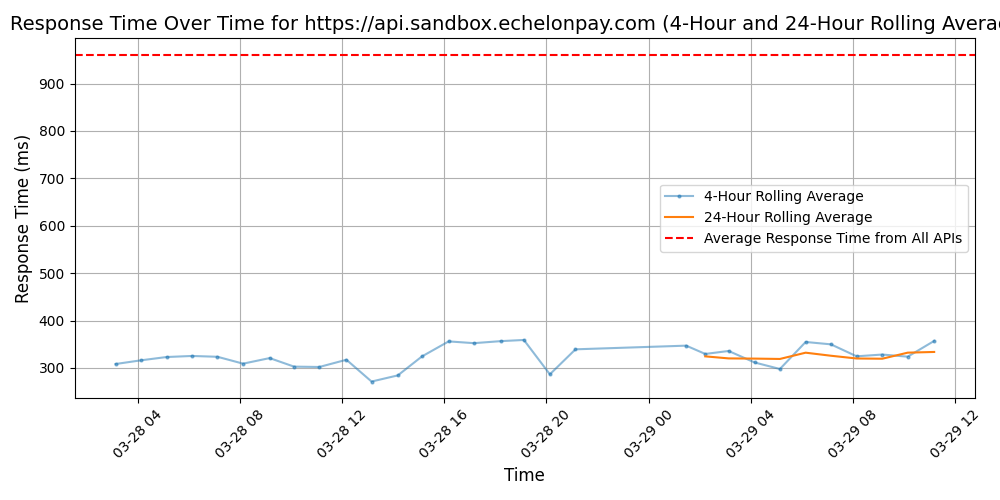 Response Time Over Time for https://api.sandbox.echelonpay.com (4-Hour and 24-Hour Rolling Avera
Response Time (ms)
900
800
700
600
500
400
300
4-Hour Rolling Average
24-Hour Rolling Average
Average Response Time from All APIs
03-28 04
03-28 08
03-28 12
03-28 16
03-28 20
03-29 00
03-29 04
03-29 08
03-29 12
Time